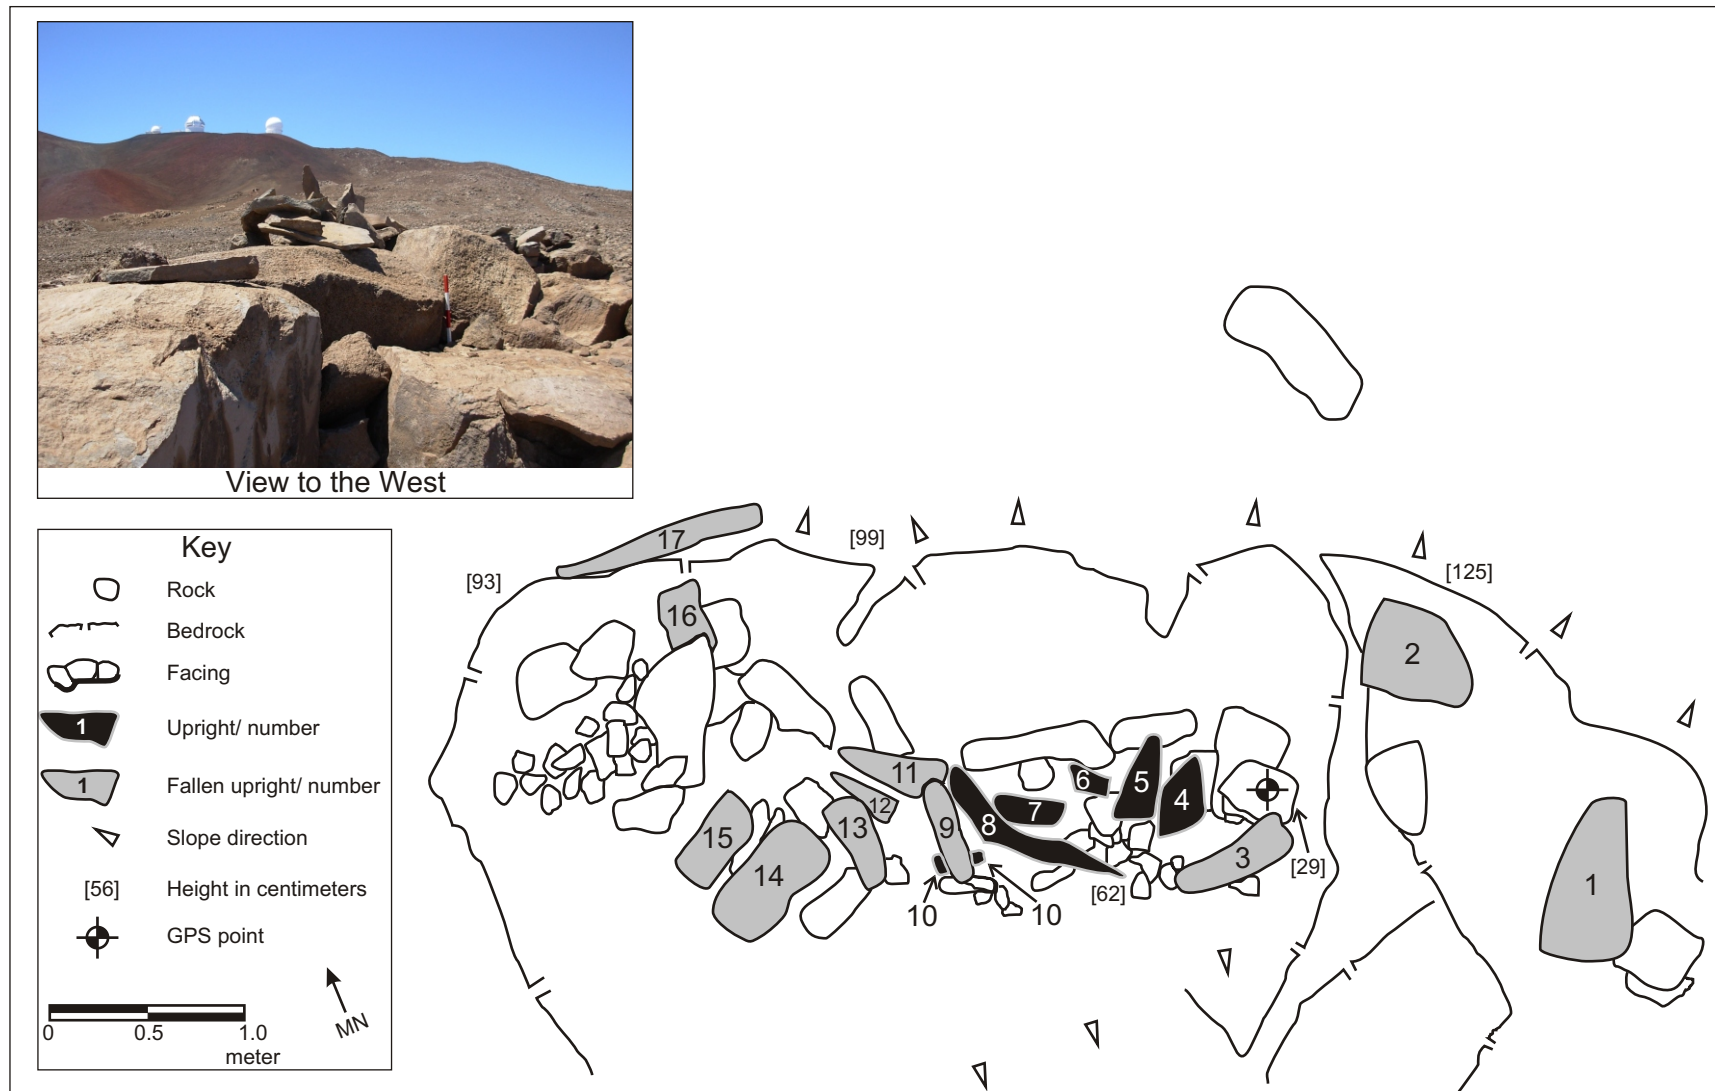 View to the West
Key
Rock
Bedrock
Facing
1 Upright/ number
1 Fallen upright/ number
Slope direction
[56] Height in centimeters
GPS point
MN
0 0.5 1.0
meter
17
[99]
[93]
[125]
16
2
11
6
5
4
12
7
13
9
8
15
3
[29]
14
1
[62]
10
10